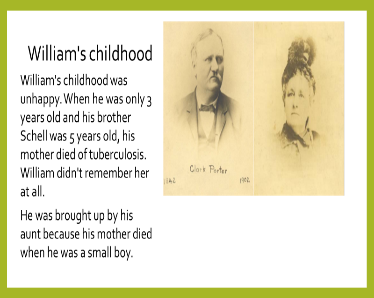 William's childhood
William's childhood was
unhappy. When he was only 3
years old and his brother
Schell was 5 years old, his
mother died of tuberculosis.
William didn't remember her
at all.
He was brought up by his
aunt because his mother died
when he was a small boy.
Clark Porter
1842 1902